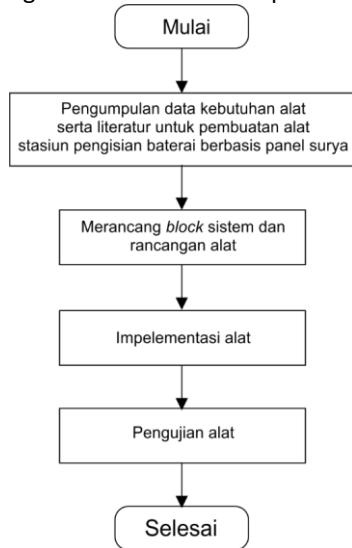 Mulai
Pengumpulan data kebutuhan alat
serta literatur untuk pembuatan alat
stasiun pengisian baterai berbasis panel surya
Merancang block sistem dan
rancangan alat
Impelementasi alat
Pengujian alat
Selesai